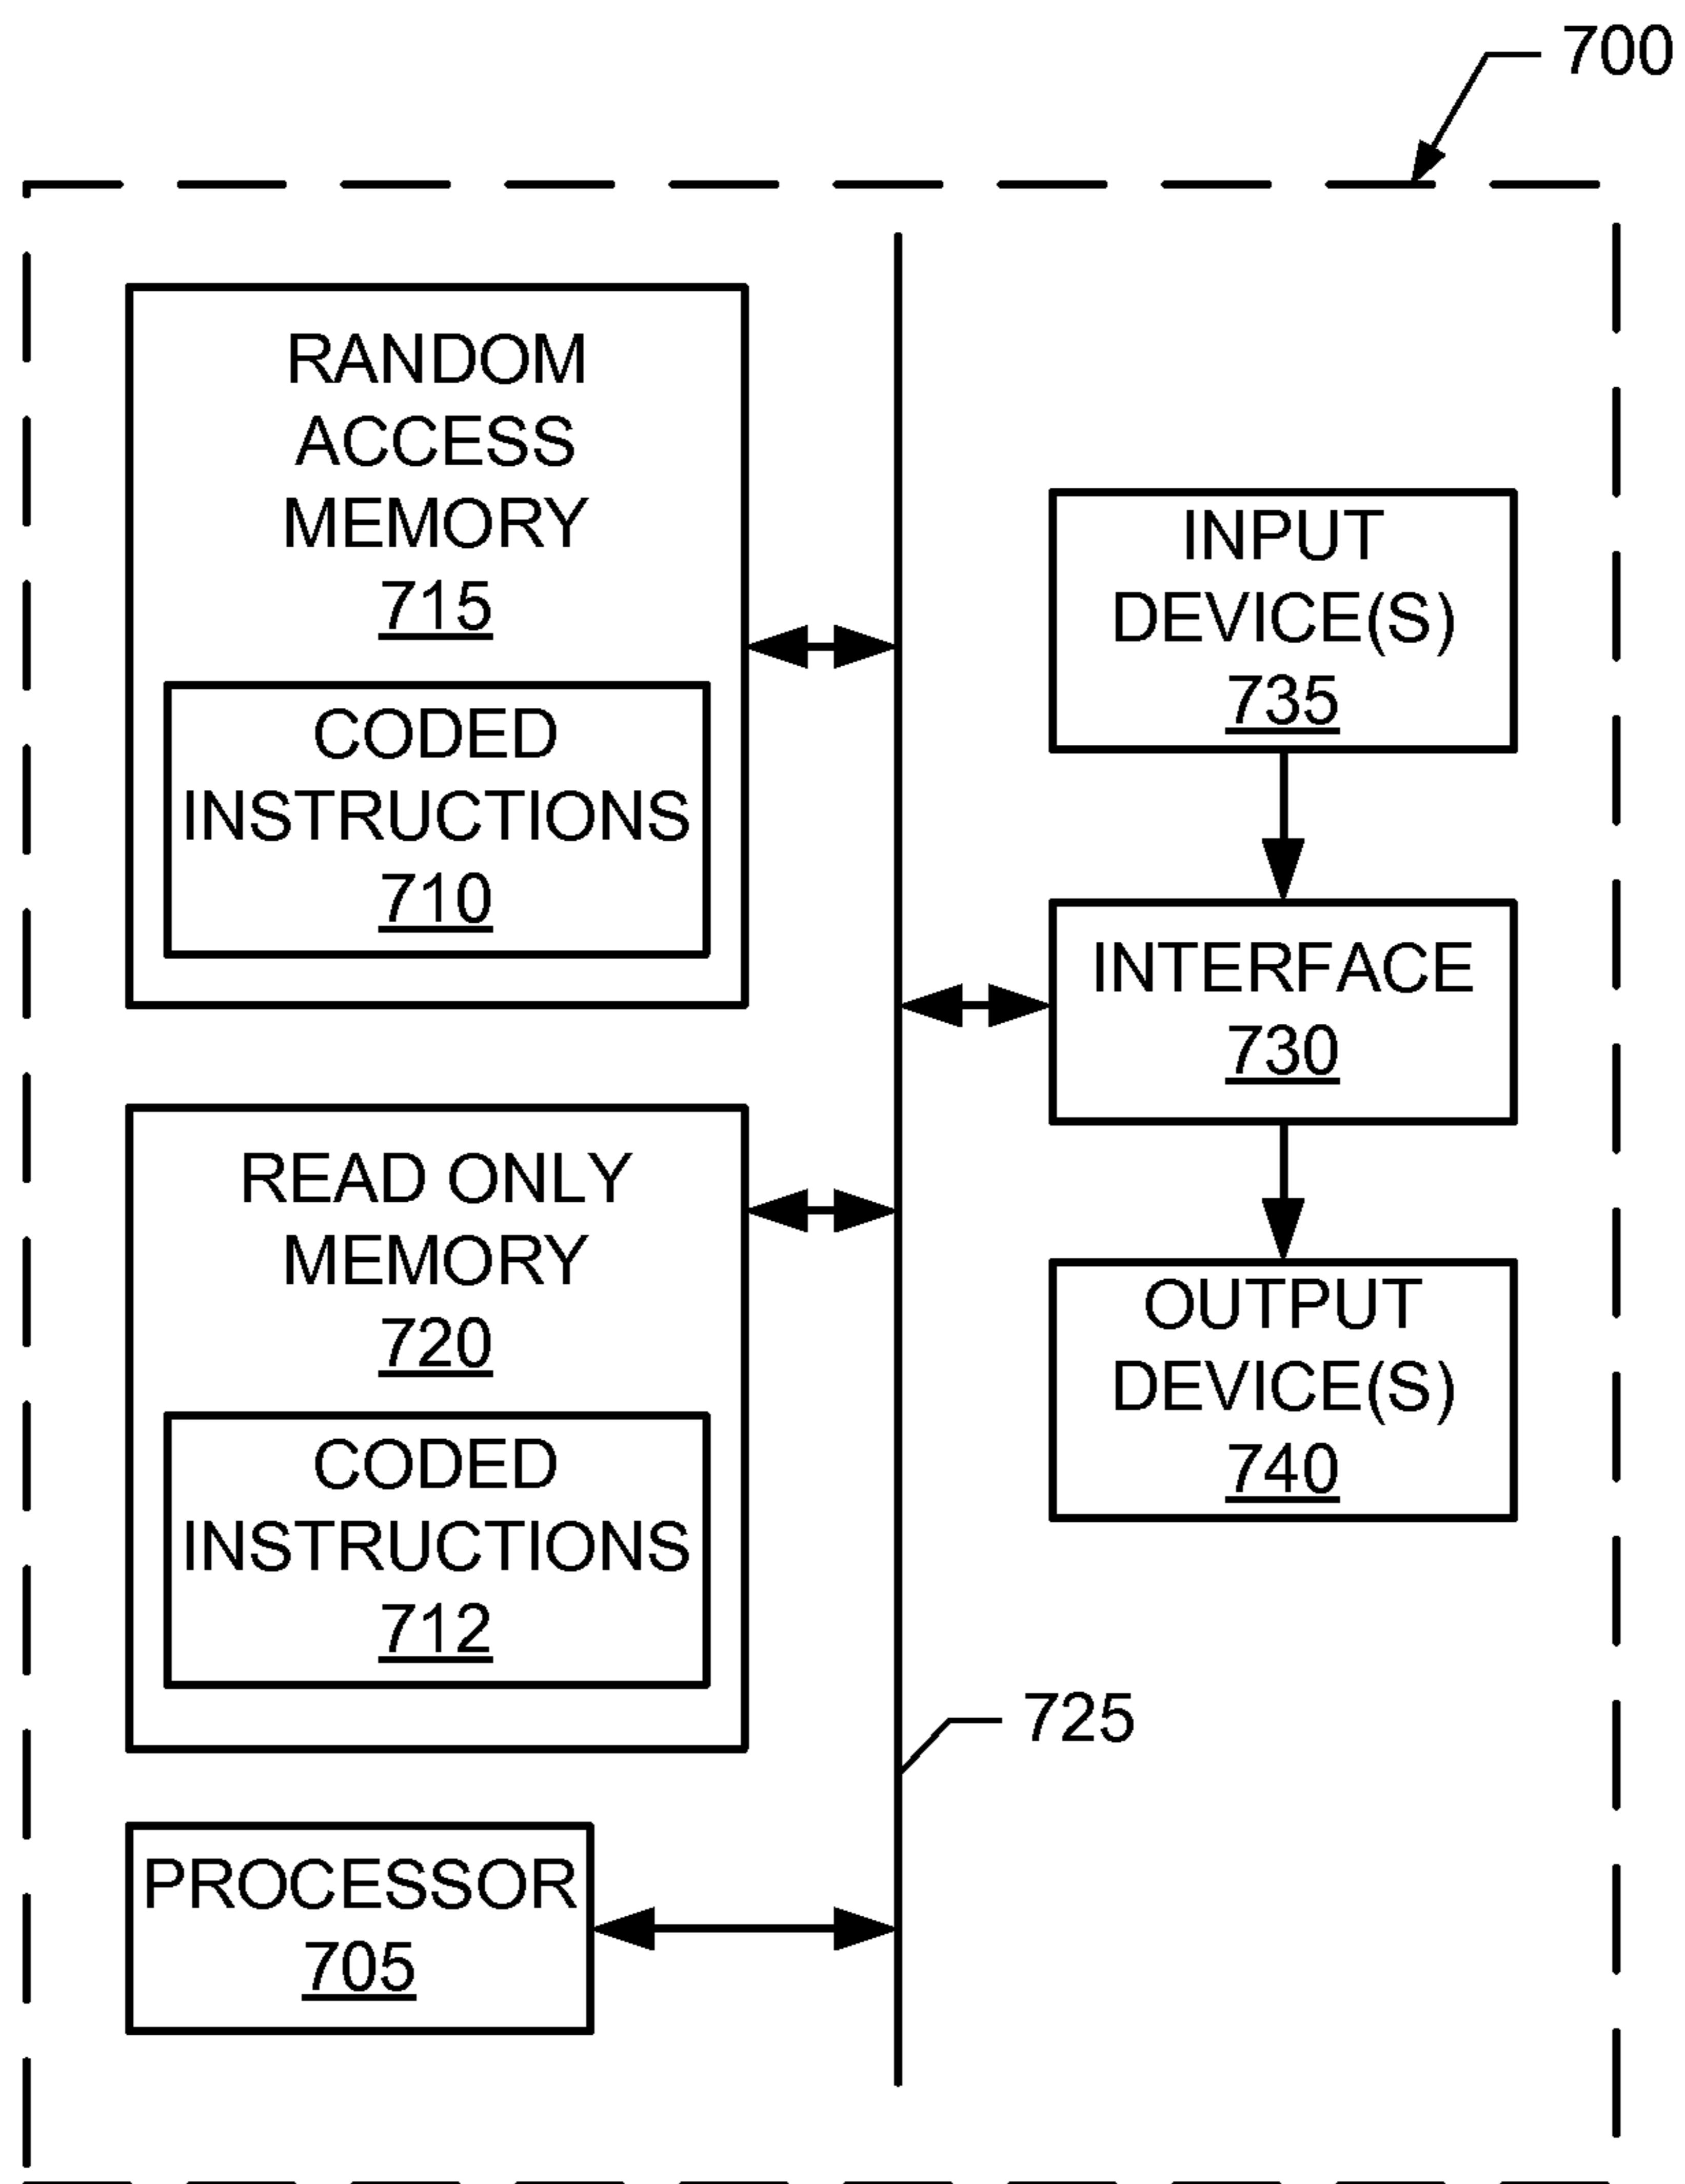 700
RANDOM
ACCESS
MEMORY
715
CODED
INSTRUCTIONS
710
INPUT
DEVICE(S)
735
INTERFACE
730
READ ONLY
MEMORY
720
CODED
INSTRUCTIONS
712
OUTPUT
DEVICE(S)
740
725
PROCESSOR
705